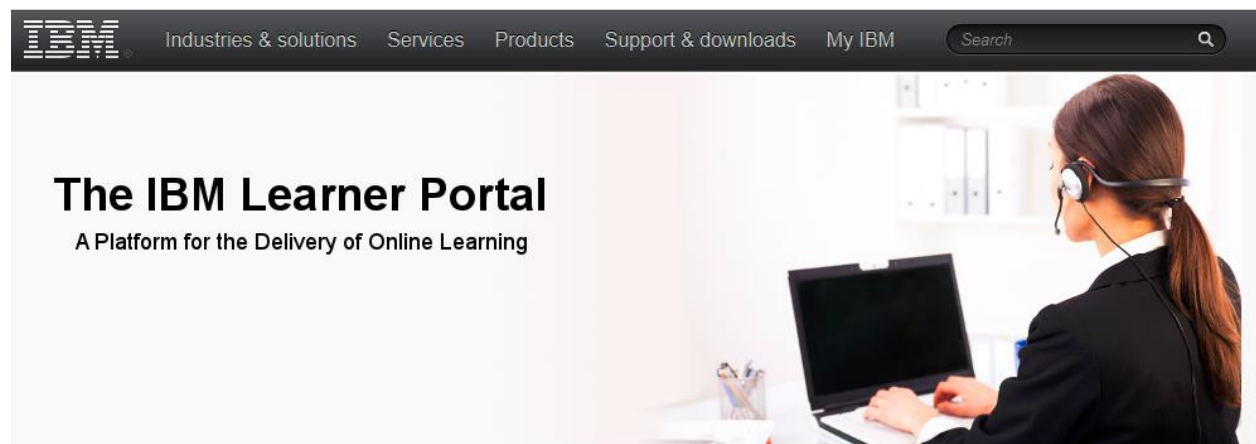 IBM®
Industries & solutions Services Products Support & downloads My IBM Search
The IBM Learner Portal
A Platform for the Delivery of Online Learning